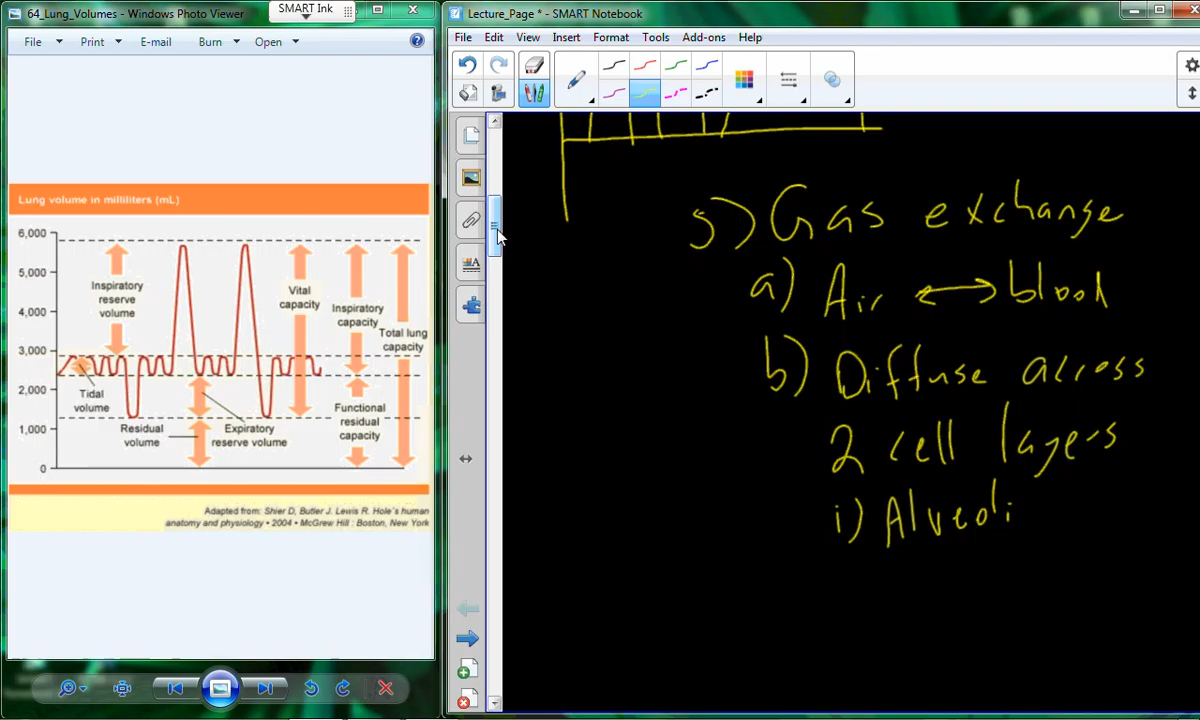 64_Lung_Volumes - Windows Photo Viewer
SMART Ink
File Print E-mail Burn Open
Lung volume in milliliters (mL)
6,000
5,000
4,000
3,000
2,000
1,000
0
Inspiratory
reserve
volume
Tidal
volume
Residual
volume
Expiratory
reserve volume
Vital
capacity
Inspiratory
capacity
Functional
residual
capacity
Total lung
capacity
Adapted from: Shier D, Butler J. Lewis R. Hole's human
anatomy and physiology • 2004 • McGrew Hill : Boston, New York
Lecture_Page * - SMART Notebook
File Edit View Insert Format Tools Add-ons Help
5) Gas exchange
a) Air ↔ blood
b) Diffuse across
2 cell layers
i) Alveoli